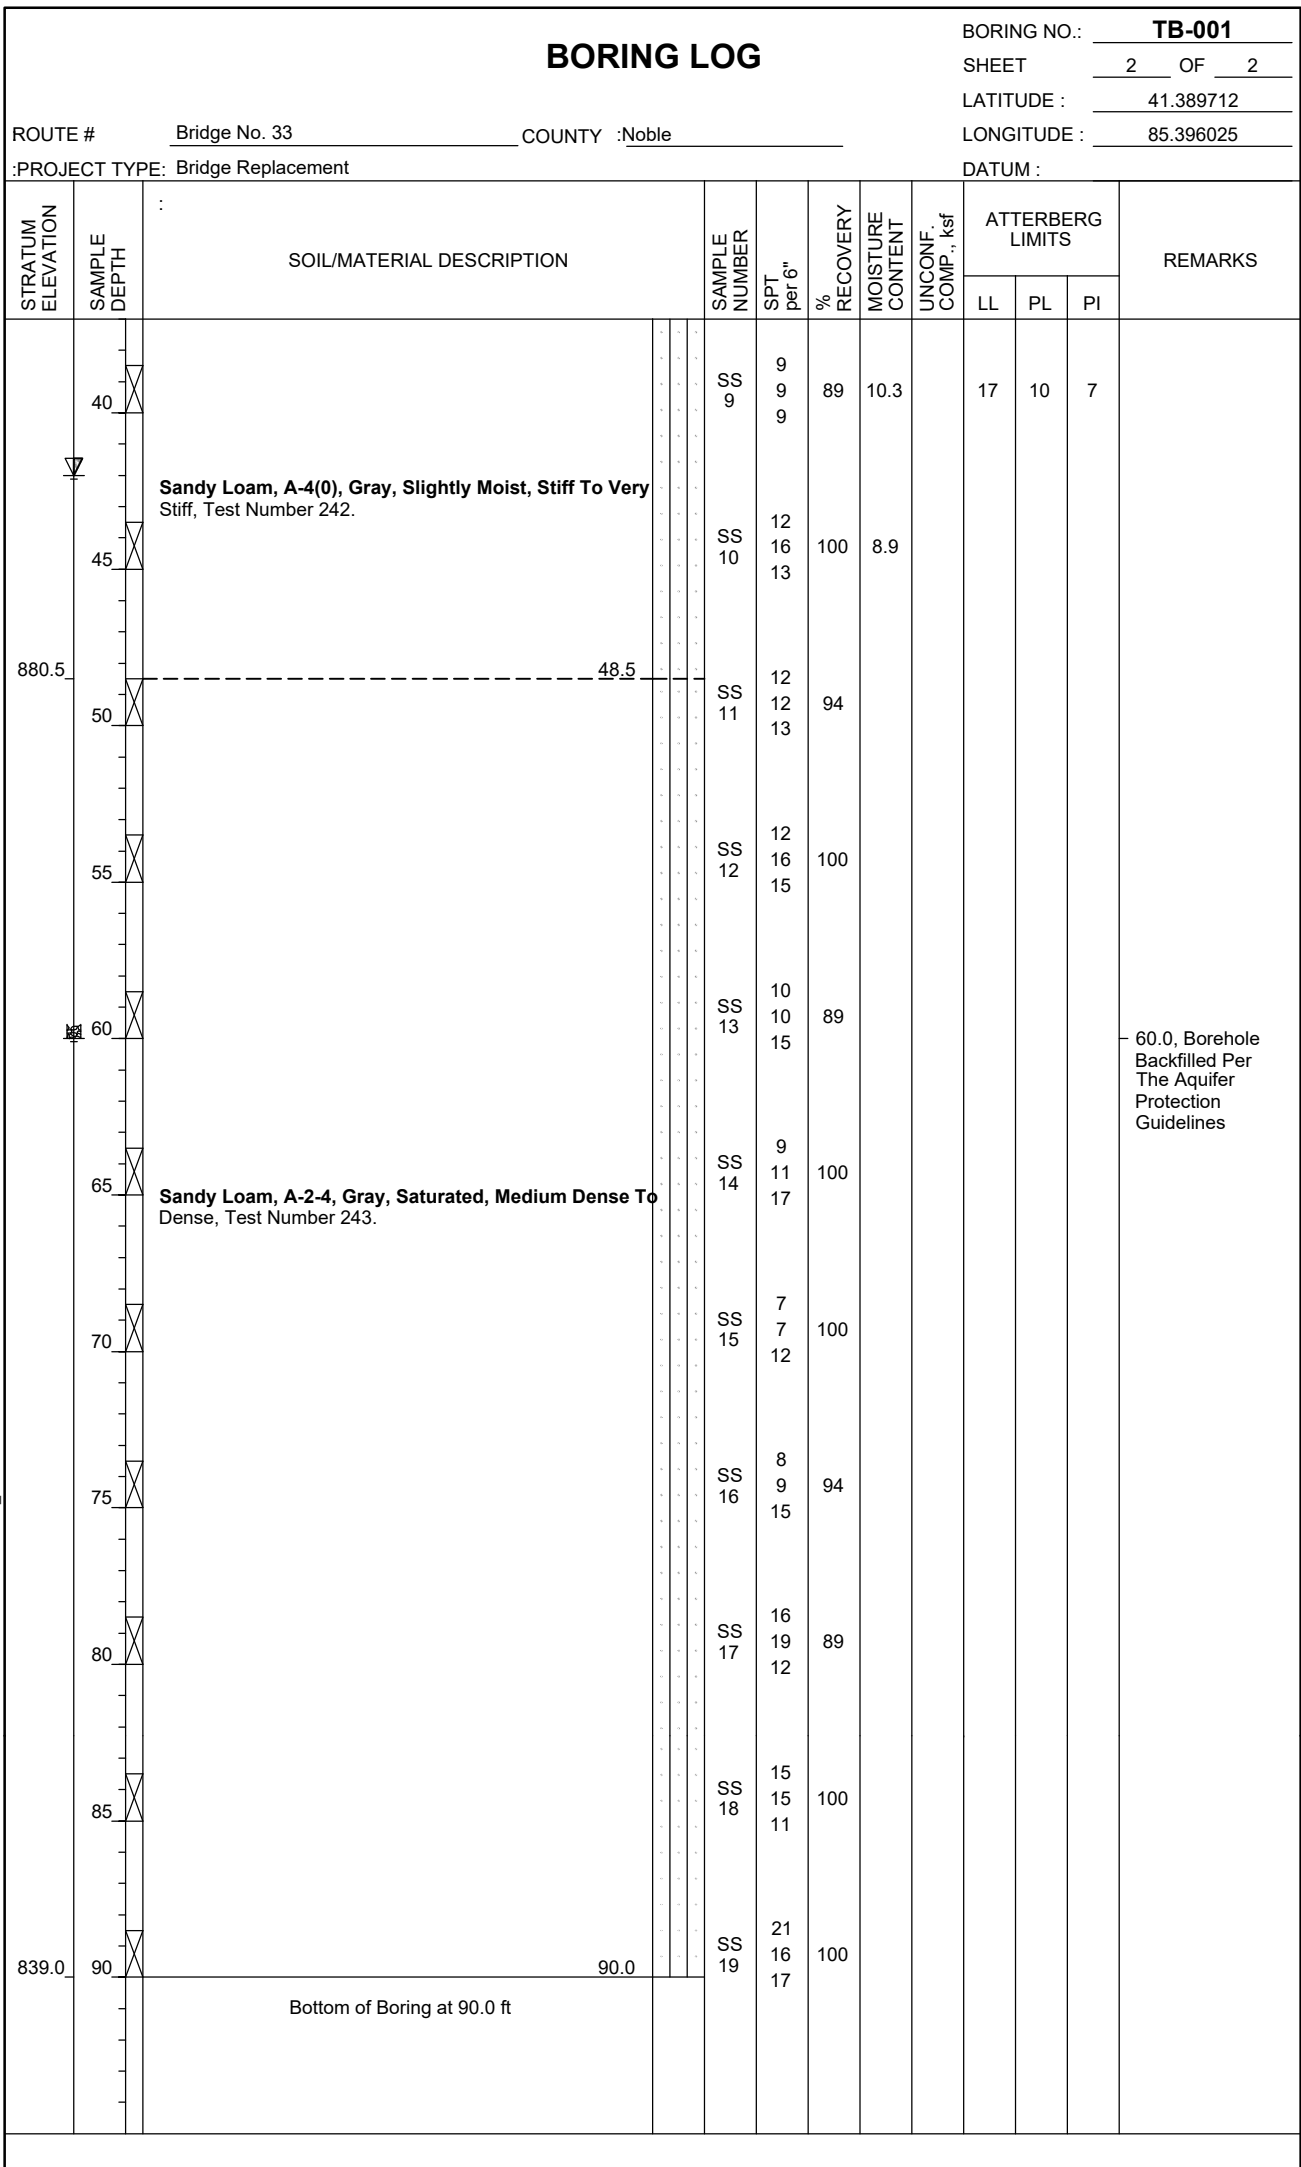 BORING LOG
BORING NO.: TB-001
SHEET 2 OF 2
LATITUDE : 41.389712
ROUTE # Bridge No. 33 COUNTY :Noble LONGITUDE : 85.396025
:PROJECT TYPE: Bridge Replacement DATUM :
:
STRATUM
ELEVATION
SAMPLE
DEPTH
SOIL/MATERIAL DESCRIPTION
SAMPLE
NUMBER
SPT
per 6"
%
RECOVERY
MOISTURE
CONTENT
UNCONF.
COMP., ksf
ATTERBERG
LIMITS
LL PL PI
REMARKS
40
SS
9
9
9
9
89 10.3 17 10 7
Sandy Loam, A-4(0), Gray, Slightly Moist, Stiff To Very
Stiff, Test Number 242.
45
SS
10
12
16
13
100 8.9
880.5 48.5
50
SS
11
12
12
13
94
55
SS
12
12
16
15
100
60
SS
13
10
10
15
89
60.0, Borehole
Backfilled Per
The Aquifer
Protection
Guidelines
65
SS
14
9
11
17
100
Sandy Loam, A-2-4, Gray, Saturated, Medium Dense To
Dense, Test Number 243.
70
SS
15
7
7
12
100
75
SS
16
8
9
15
94
80
SS
17
16
19
12
89
85
SS
18
15
15
11
100
839.0 90 90.0
SS
19
21
16
17
100
Bottom of Boring at 90.0 ft